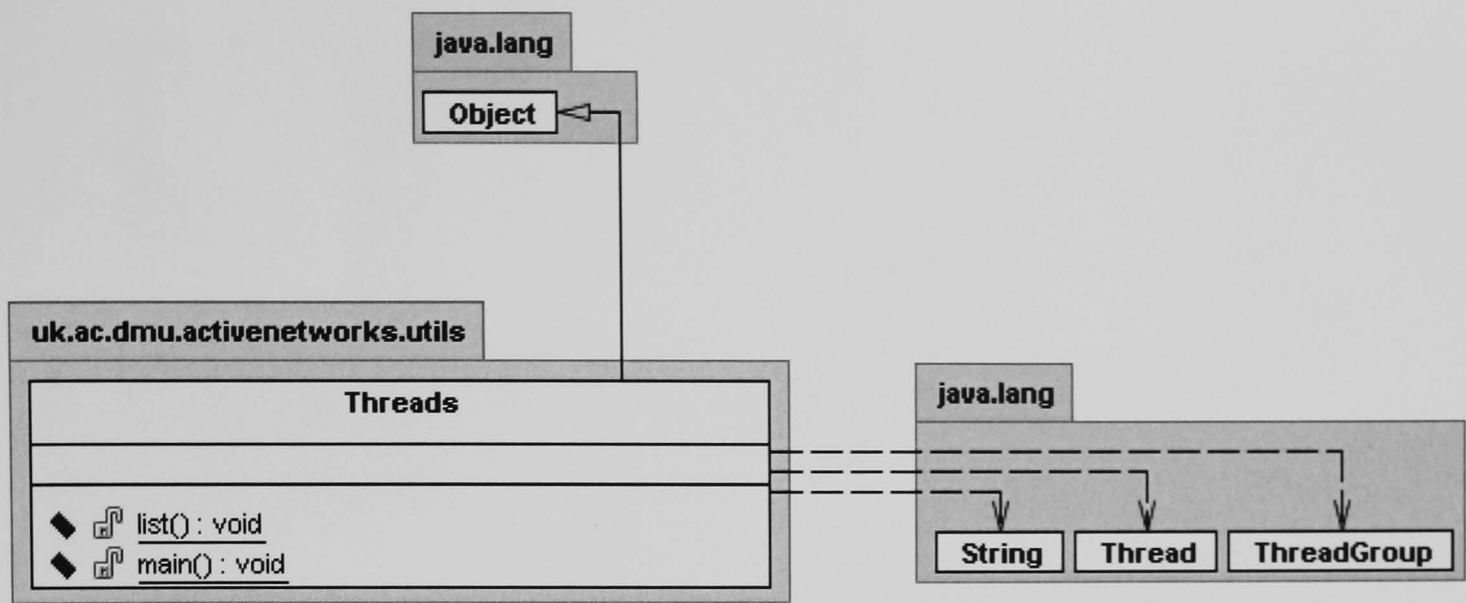 java.lang
Object
uk.ac.dmu.activenetworks.utils
Threads
list() : void
main() : void
java.lang
String
Thread
ThreadGroup